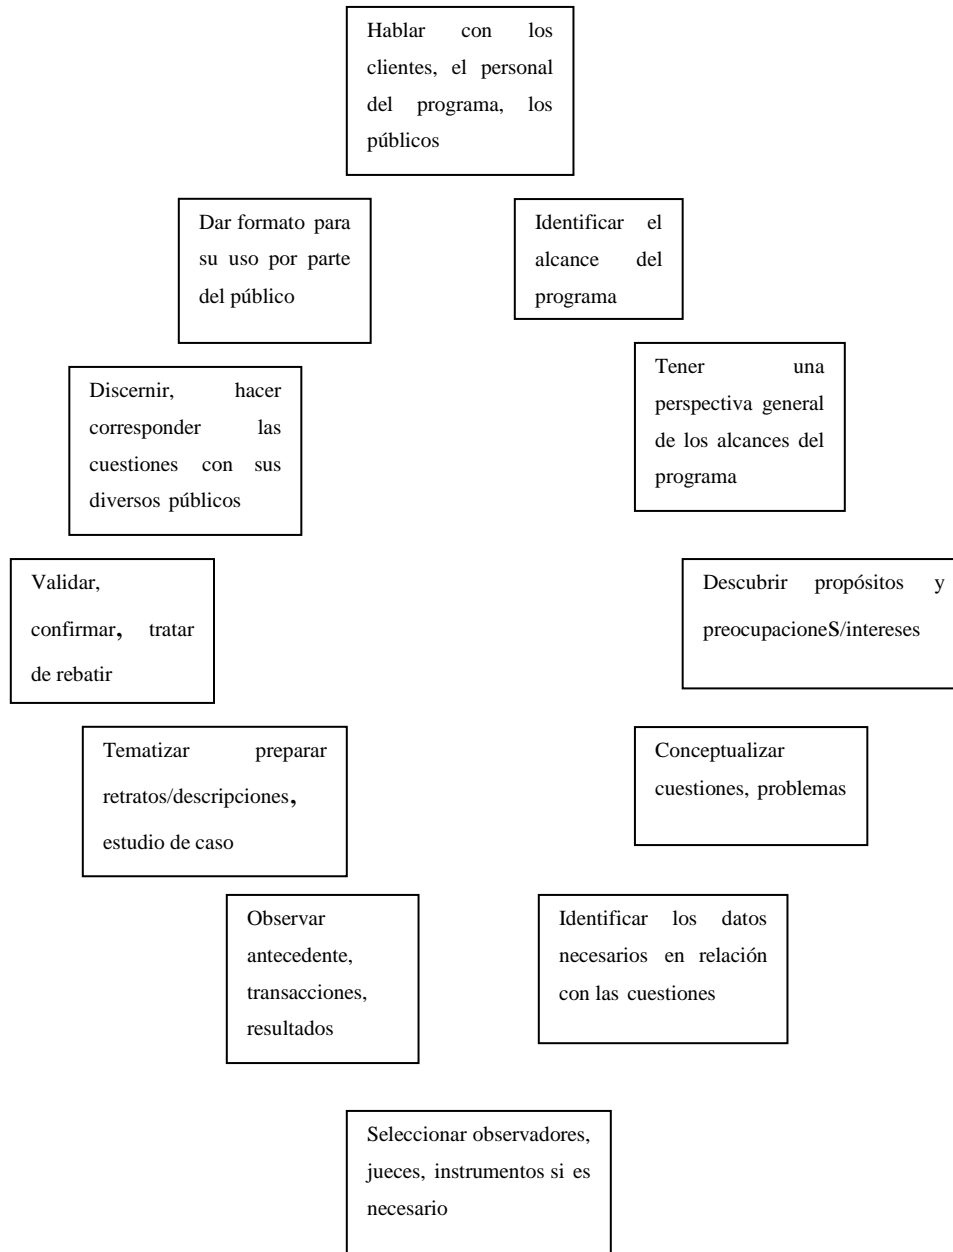 Hablar con los
clientes, el personal
del programa, los
públicos
Dar formato para
su uso por parte
del público
Identificar el
alcance del
programa
Discernir, hacer
corresponder las
cuestiones con sus
diversos públicos
Tener una
perspectiva general
de los alcances del
programa
Validar,
confirmar, tratar
de rebatir
Descubrir propósitos y
preocupacioneS/intereses
Tematizar preparar
retratos/descripciones,
estudio de caso
Conceptualizar
cuestiones, problemas
Observar
antecedente,
transacciones,
resultados
Identificar los datos
necesarios en relación
con las cuestiones
Seleccionar observadores,
jueces, instrumentos si es
necesario